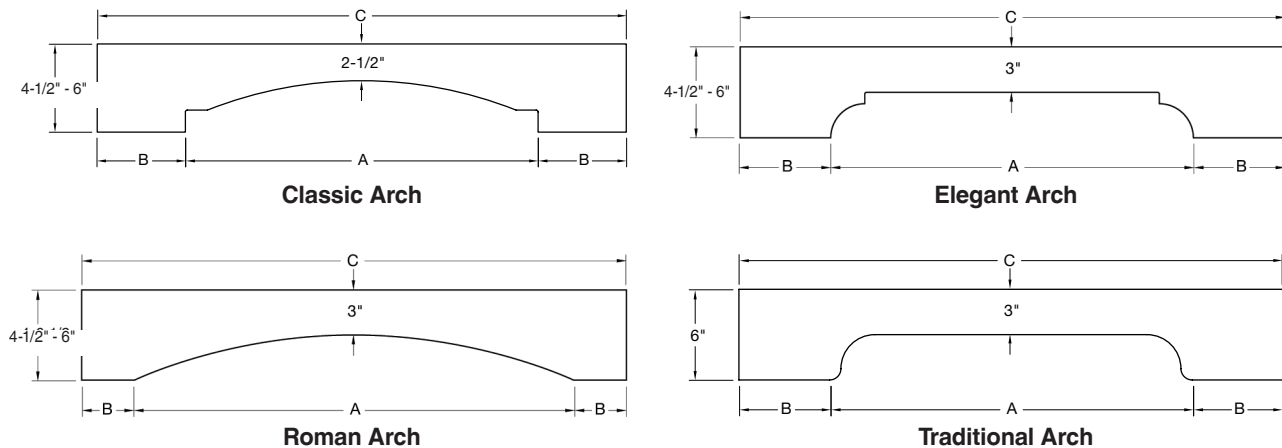 C
2-1/2"
4-1/2" - 6"
B
A
B
Classic Arch
C
3"
4-1/2" - 6"
B
A
B
Elegant Arch
C
3"
4-1/2" - 6"
B
A
B
Roman Arch
C
3"
6"
B
A
B
Traditional Arch